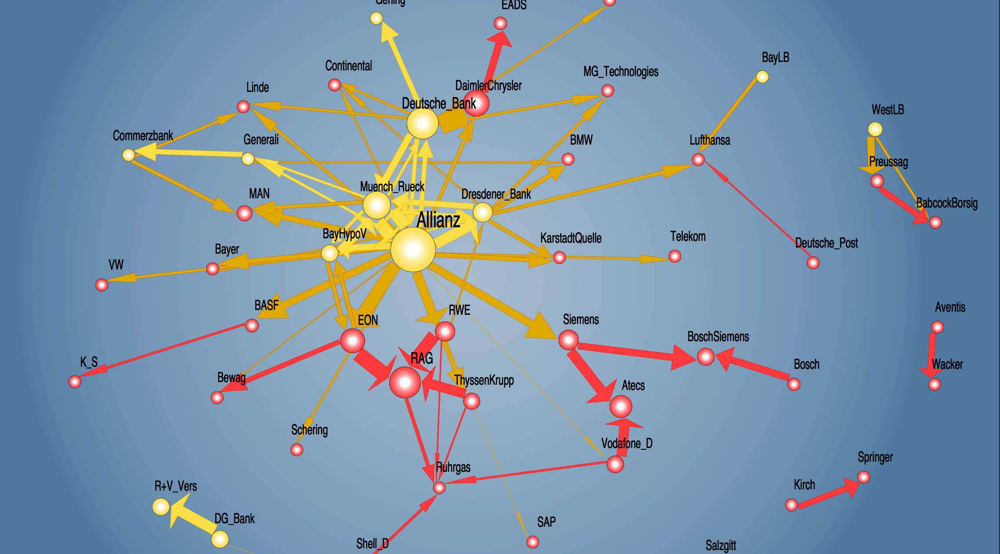 Gerling
EADS
BayLB
Continental
MG_Technologies
DaimlerChrysler
Linde
Deutsche_Bank
WestLB
Commerzbank
Generali
BMW
Lufthansa
Preussag
Muench_Rueck
MAN
Dresdener_Bank
BabcockBorsig
Allianz
BayHypoV
KarstadtQuelle
Telekom
Deutsche_Post
Bayer
VW
BASF
Aventis
RWE
EON
Siemens
BoschSiemens
K_S
RAG
Bosch
Wacker
Bewag
ThyssenKrupp
Atecs
Schering
Vodafone_D
Springer
Ruhrgas
R+V_Vers
Kirch
DG_Bank
SAP
Shell_D
Salzgitt